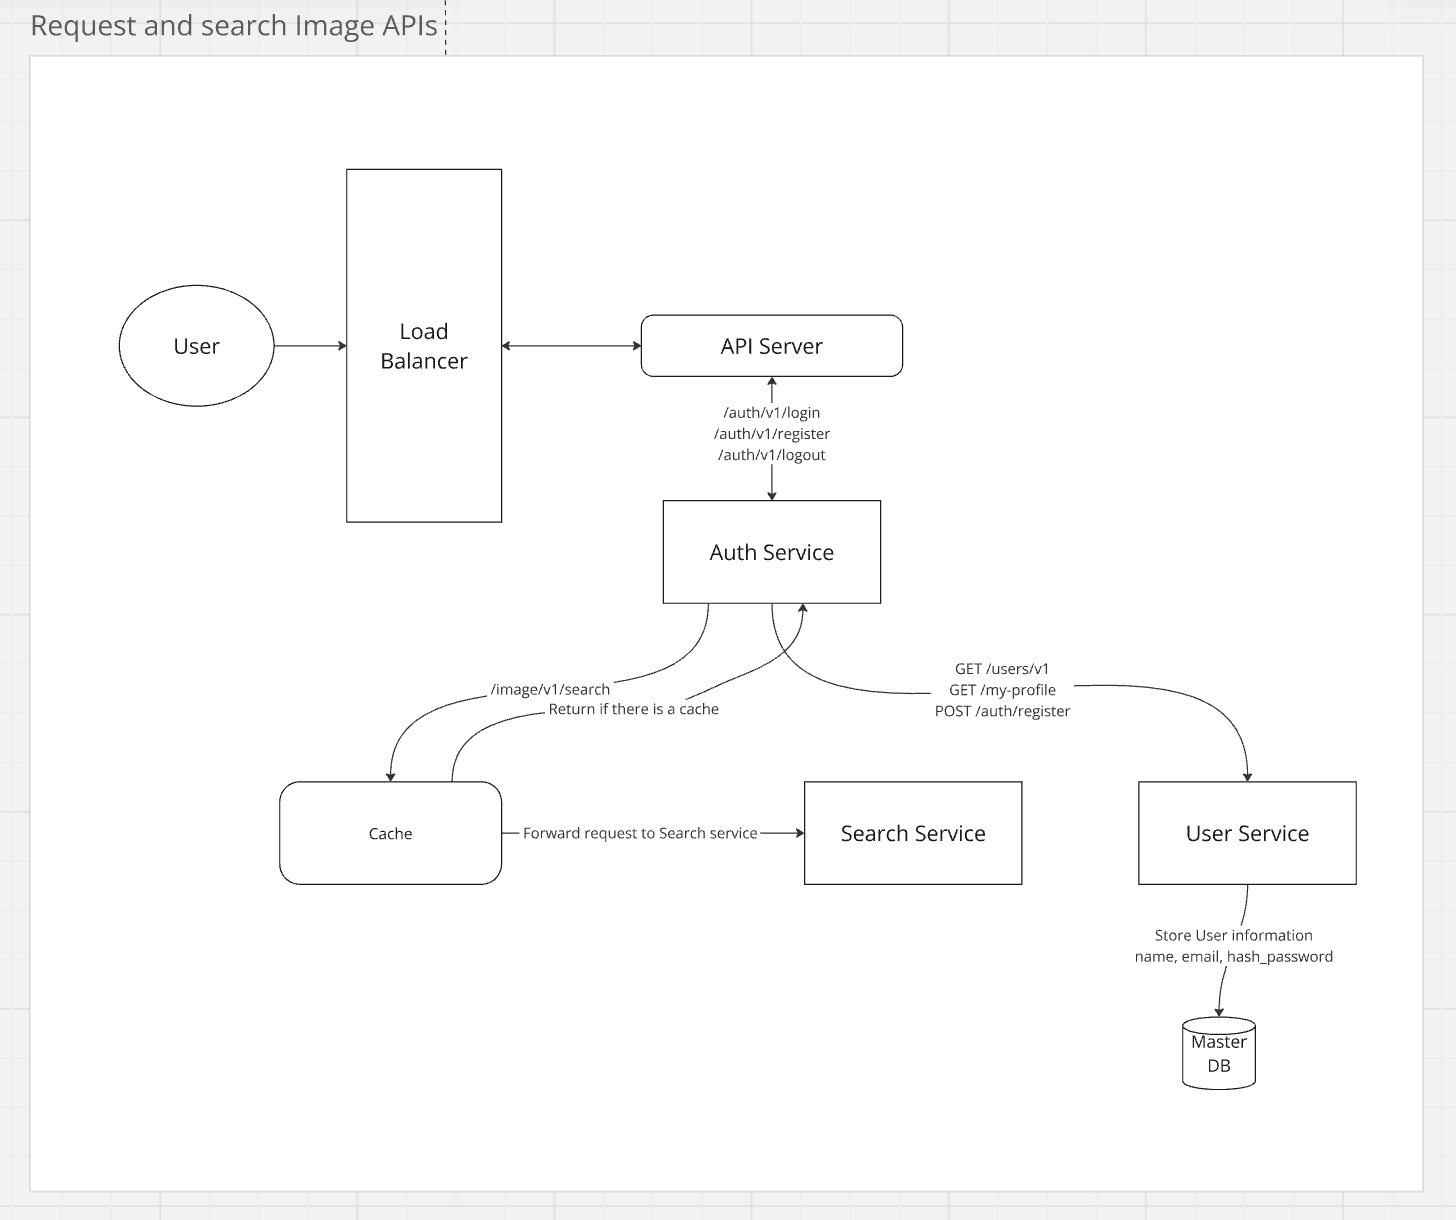 Request and search Image APIs
User
Load
Balancer
API Server
/auth/v1/login
/auth/v1/register
/auth/v1/logout
Auth Service
/image/v1/search
Return if there is a cache
GET /users/v1
GET /my-profile
POST /auth/register
Cache
Forward request to Search service
Search Service
User Service
Store User information
name, email, hash_password
Master
DB